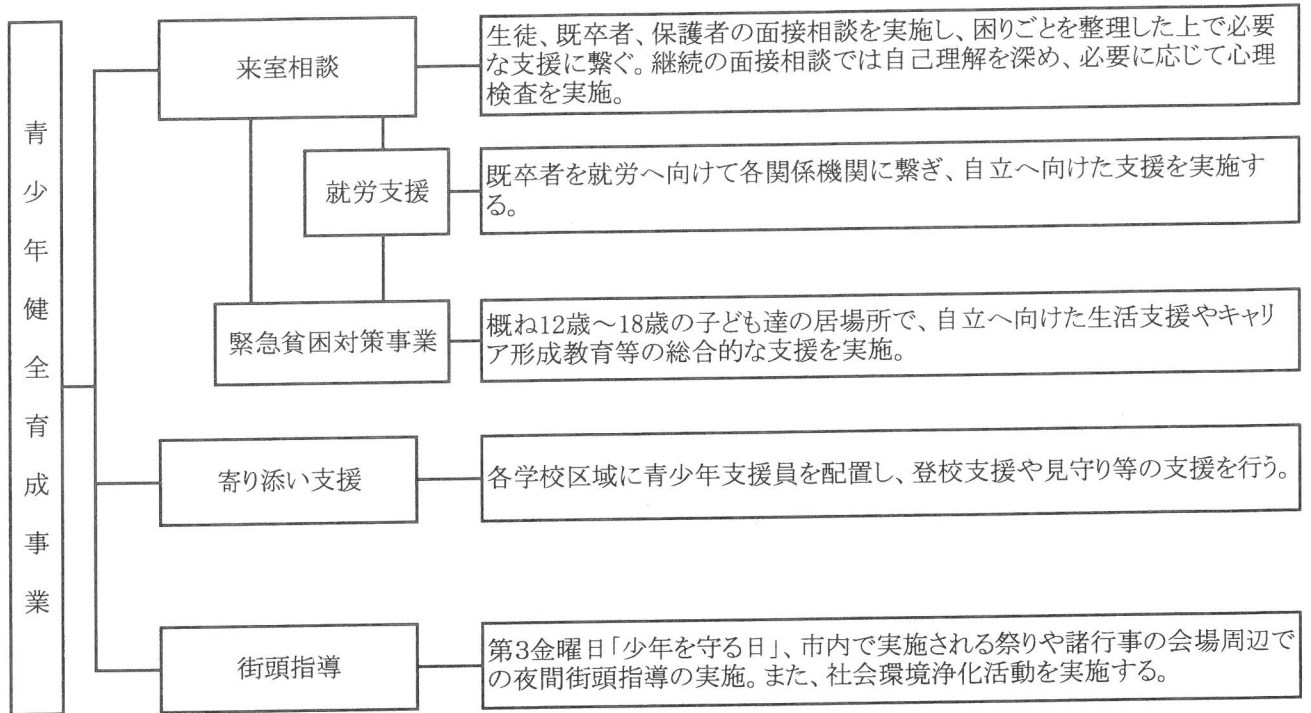 青少年健全育成事業
来室相談
生徒、既卒者、保護者の面接相談を実施し、困りごとを整理した上で必要
な支援に繋ぐ。継続の面接相談では自己理解を深め、必要に応じて心理
検査を実施。
就労支援
既卒者を就労へ向けて各関係機関に繋ぎ、自立へ向けた支援を実施す
る。
緊急貧困対策事業
概ね12歳～18歳の子ども達の居場所で、自立へ向けた生活支援やキャリ
ア形成教育等の総合的な支援を実施。
寄り添い支援
各学校区域に青少年支援員を配置し、登校支援や見守り等の支援を行う。
街頭指導
第3金曜日「少年を守る日」、市内で実施される祭りや諸行事の会場周辺で
の夜間街頭指導の実施。また、社会環境浄化活動を実施する。